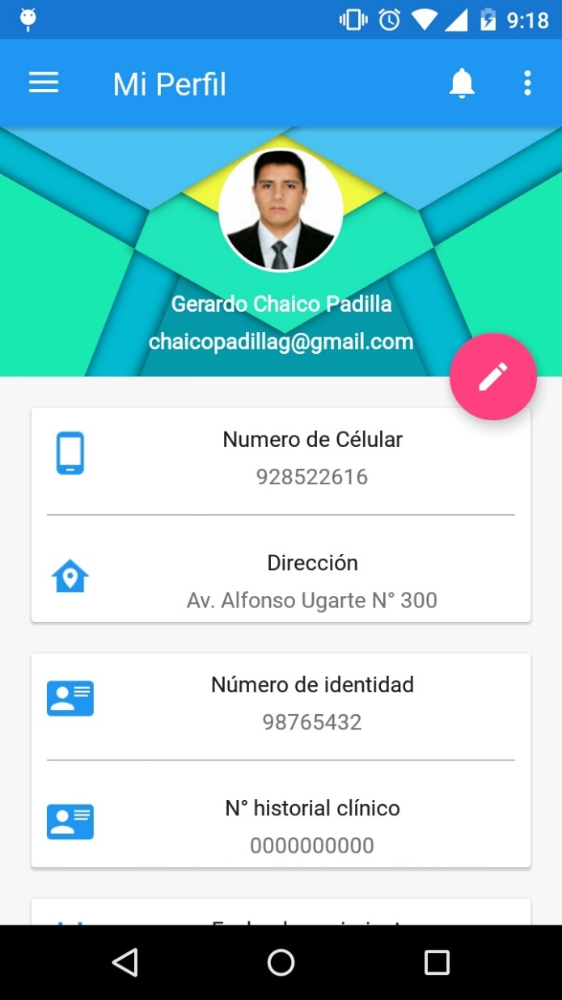 9:18
Mi Perfil
Gerardo Chaico Padilla
chaicopadillag@gmail.com
Numero de Célular
928522616
Dirección
Av. Alfonso Ugarte N° 300
Número de identidad
98765432
N° historial clínico
0000000000